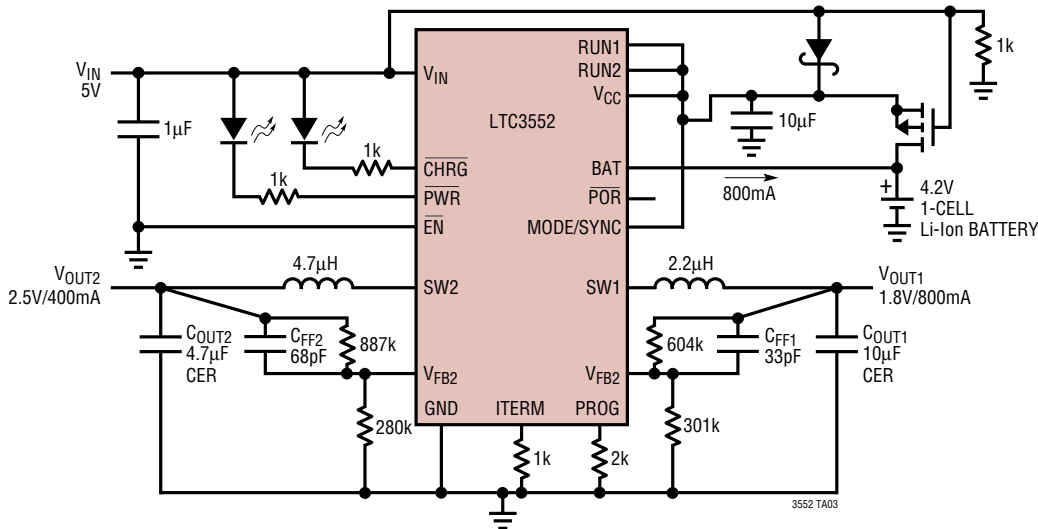 RUN1
RUN2
VCC
VIN
5V
VIN
1µF
LTC3552
10µF
1k
1k
CHRG
1k
PWR
EN
BAT
800mA
POR
MODE/SYNC
+
4.2V
1-CELL
Li-Ion BATTERY
VOUT2
2.5V/400mA
4.7µH
SW2
SW1
2.2µH
VOUT1
1.8V/800mA
COUT2
4.7µF
CER
CFF2
68pF
887k
VFB2
280k
604k
CFF1
33pF
COUT1
10µF
CER
VFB2
301k
GND
ITERM
PROG
1k
2k
3552 TA03